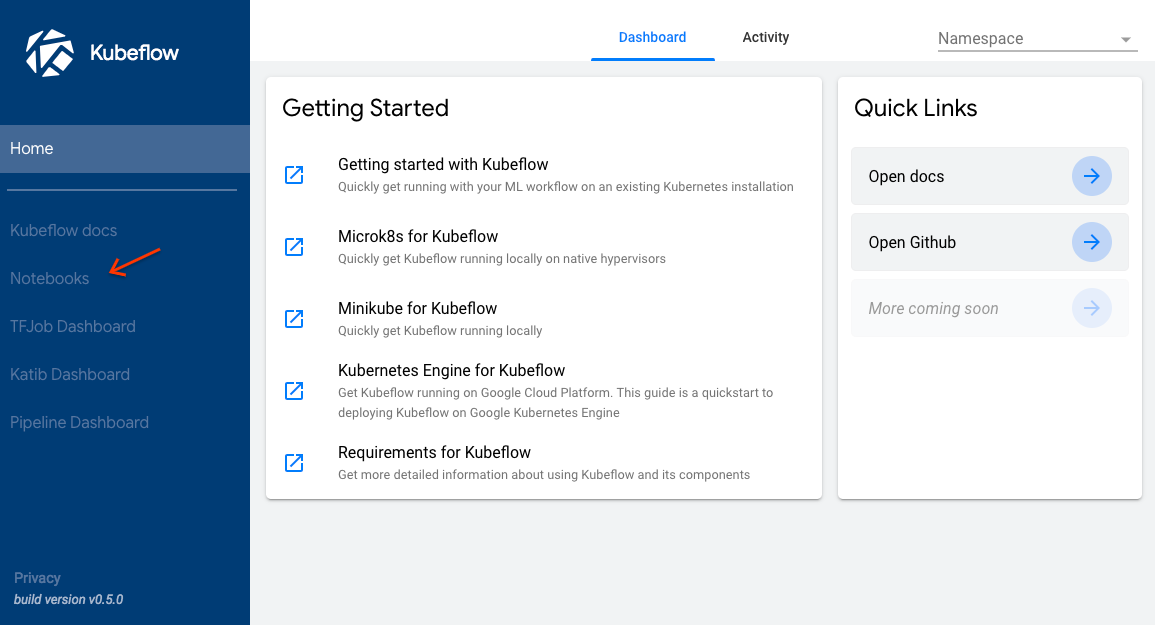 Kubeflow
Home
Kubeflow docs
Notebooks
TFJob Dashboard
Katib Dashboard
Pipeline Dashboard
Privacy
build version v0.5.0
Dashboard
Activity
Namespace
Getting Started
Getting started with Kubeflow
Quickly get running with your ML workflow on an existing Kubernetes installation
Microk8s for Kubeflow
Quickly get Kubeflow running locally on native hypervisors
Minikube for Kubeflow
Quickly get Kubeflow running locally
Kubernetes Engine for Kubeflow
Get Kubeflow running on Google Cloud Platform. This guide is a quickstart to
deploying Kubeflow on Google Kubernetes Engine
Requirements for Kubeflow
Get more detailed information about using Kubeflow and its components
Quick Links
Open docs
Open Github
More coming soon